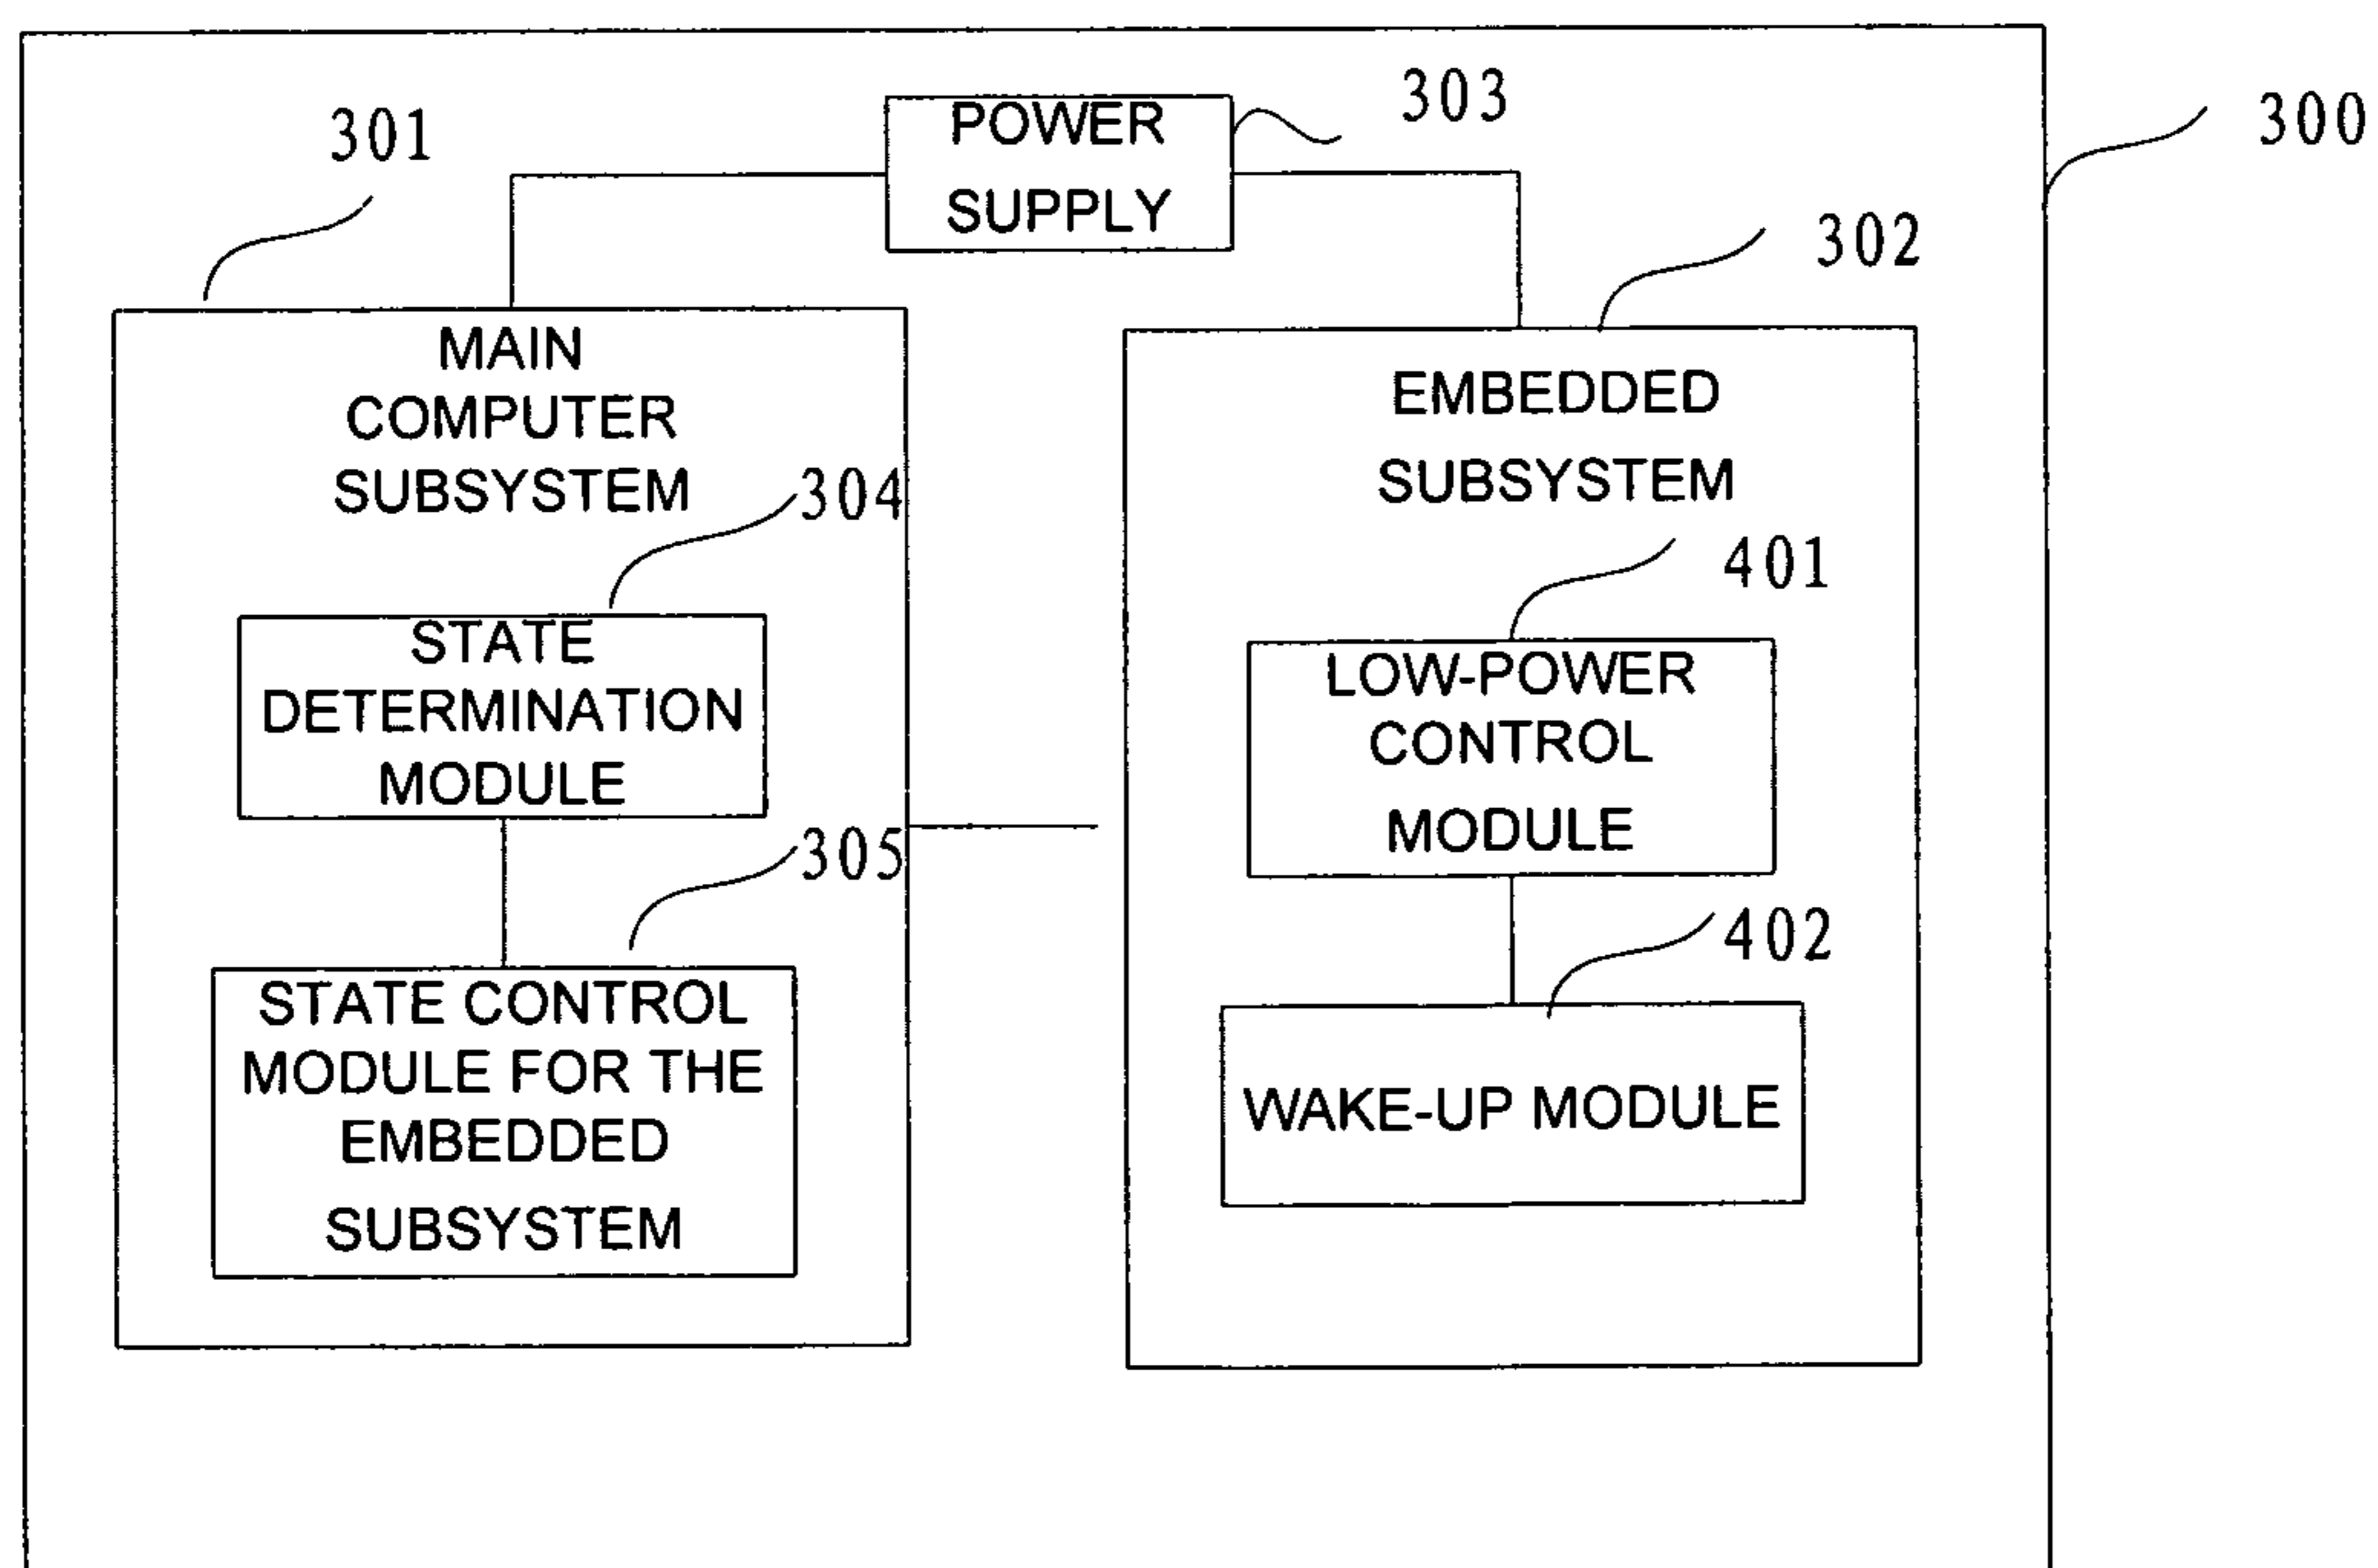 300
303
POWER
SUPPLY
301
302
MAIN
COMPUTER
SUBSYSTEM
304
STATE
DETERMINATION
MODULE
305
STATE CONTROL
MODULE FOR THE
EMBEDDED
SUBSYSTEM
EMBEDDED
SUBSYSTEM
401
LOW-POWER
CONTROL
MODULE
402
WAKE-UP MODULE